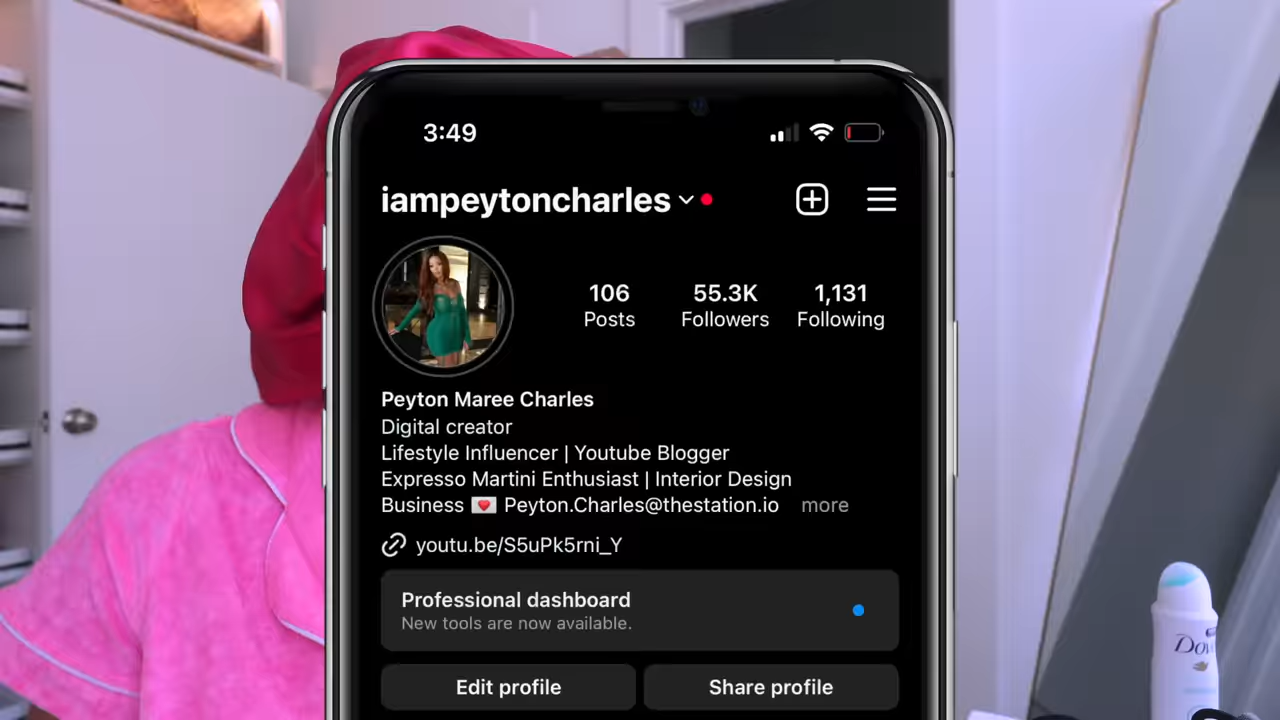 3:49
iampeytoncharles
106 55.3K 1,131
Posts Followers Following
Peyton Maree Charles
Digital creator
Lifestyle Influencer | Youtube Blogger
Expresso Martini Enthusiast | Interior Design
Business 💌 Peyton.Charles@thestation.io more
youtu.be/S5uPk5rni_Y
Professional dashboard
New tools are now available.
Edit profile Share profile